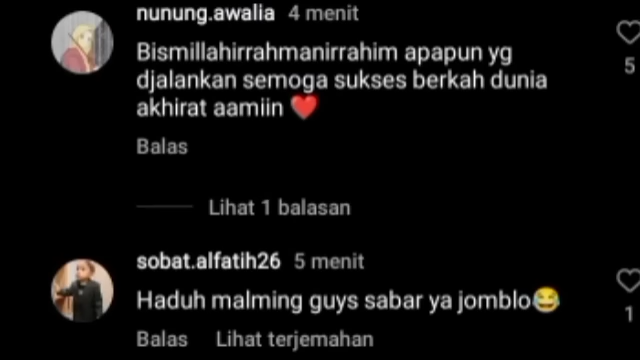 nunung.awalia 4 menit
Bismillahirrahmanirrahim apapun yg
djalankan semoga sukses berkah dunia
akhirat aamiin ❤️
5
Balas
Lihat 1 balasan
sobat.alfatih26 5 menit
Haduh malming guys sabar ya jomblo😂
1
Balas Lihat terjemahan